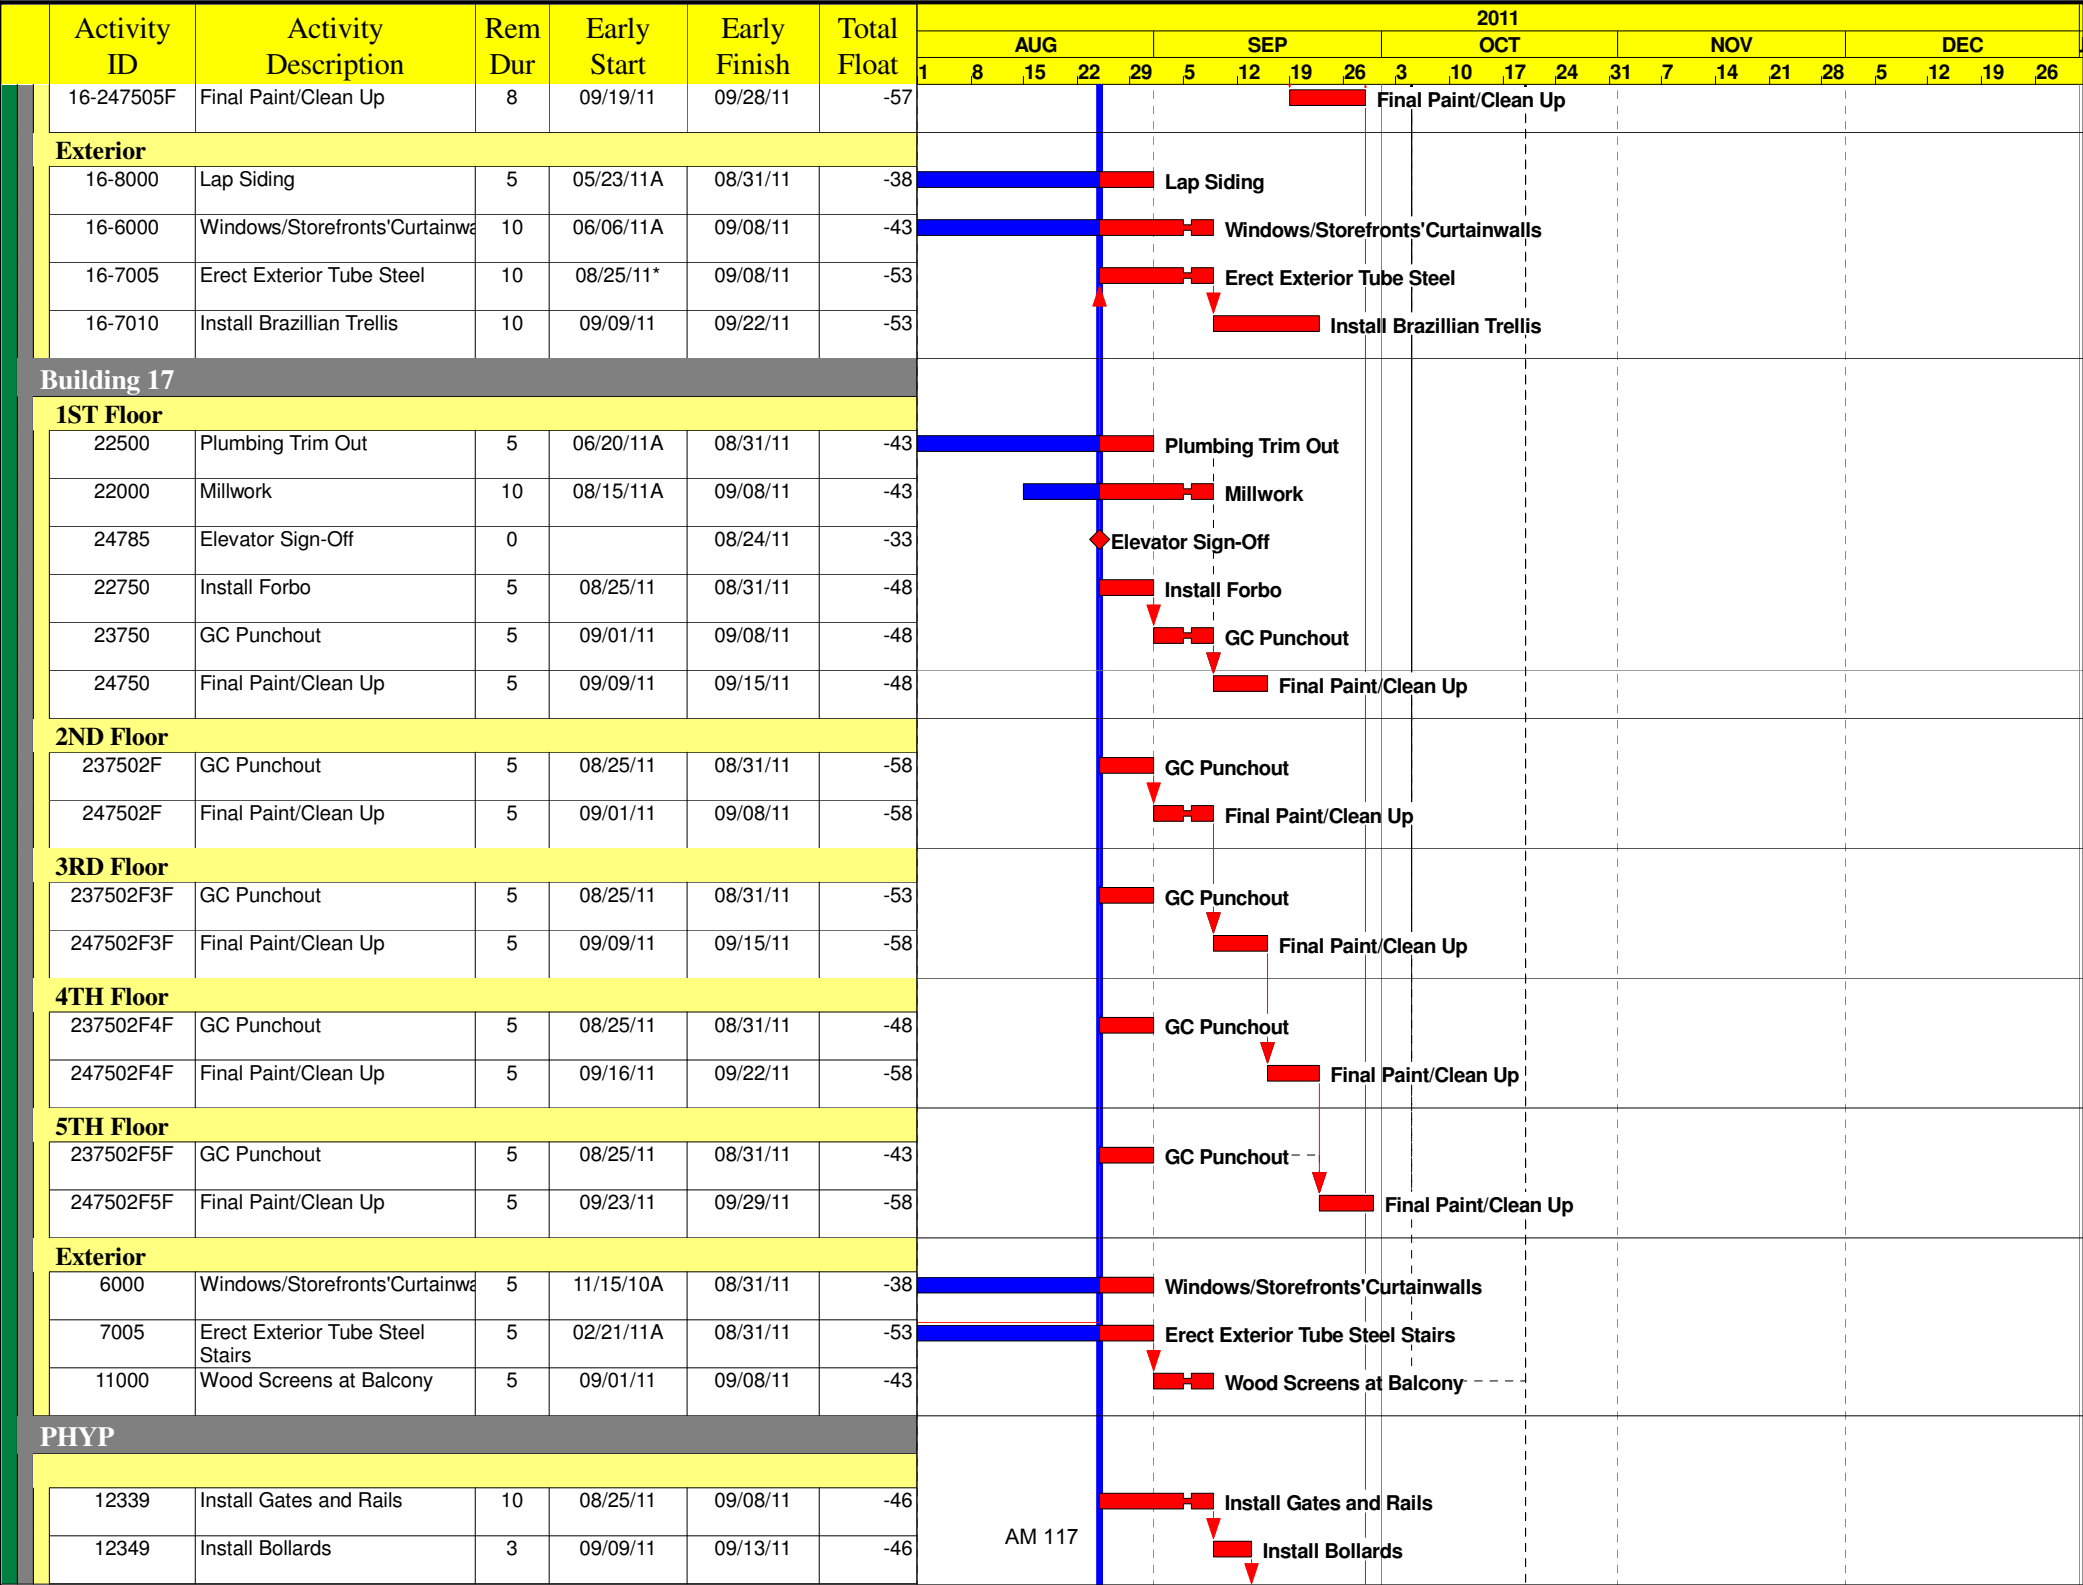 Activity ID | Activity Description | Rem Dur | Early Start | Early Finish | Total Float
2011
AUG SEP OCT NOV DEC
1 8 15 22 29 5 12 19 26 3 10 17 24 31 7 14 21 28 5 12 19 26
16-247505F Final Paint/Clean Up 8 09/19/11 09/28/11 -57 Final Paint/Clean Up
Exterior
16-8000 Lap Siding 5 05/23/11A 08/31/11 -38 Lap Siding
16-6000 Windows/Storefronts'Curtainwa 10 06/06/11A 09/08/11 -43 Windows/Storefronts'Curtainwalls
16-7005 Erect Exterior Tube Steel 10 08/25/11* 09/08/11 -53 Erect Exterior Tube Steel
16-7010 Install Brazillian Trellis 10 09/09/11 09/22/11 -53 Install Brazillian Trellis
Building 17
1ST Floor
22500 Plumbing Trim Out 5 06/20/11A 08/31/11 -43 Plumbing Trim Out
22000 Millwork 10 08/15/11A 09/08/11 -43 Millwork
24785 Elevator Sign-Off 0 08/24/11 -33 Elevator Sign-Off
22750 Install Forbo 5 08/25/11 08/31/11 -48 Install Forbo
23750 GC Punchout 5 09/01/11 09/08/11 -48 GC Punchout
24750 Final Paint/Clean Up 5 09/09/11 09/15/11 -48 Final Paint/Clean Up
2ND Floor
237502F GC Punchout 5 08/25/11 08/31/11 -58 GC Punchout
247502F Final Paint/Clean Up 5 09/01/11 09/08/11 -58 Final Paint/Clean Up
3RD Floor
237502F3F GC Punchout 5 08/25/11 08/31/11 -53 GC Punchout
247502F3F Final Paint/Clean Up 5 09/09/11 09/15/11 -58 Final Paint/Clean Up
4TH Floor
237502F4F GC Punchout 5 08/25/11 08/31/11 -48 GC Punchout
247502F4F Final Paint/Clean Up 5 09/16/11 09/22/11 -58 Final Paint/Clean Up
5TH Floor
237502F5F GC Punchout 5 08/25/11 08/31/11 -43 GC Punchout
247502F5F Final Paint/Clean Up 5 09/23/11 09/29/11 -58 Final Paint/Clean Up
Exterior
6000 Windows/Storefronts'Curtainwa 5 11/15/10A 08/31/11 -38 Windows/Storefronts'Curtainwalls
7005 Erect Exterior Tube Steel Stairs 5 02/21/11A 08/31/11 -53 Erect Exterior Tube Steel Stairs
11000 Wood Screens at Balcony 5 09/01/11 09/08/11 -43 Wood Screens at Balcony
PHYP
12339 Install Gates and Rails 10 08/25/11 09/08/11 -46 Install Gates and Rails
AM 117
12349 Install Bollards 3 09/09/11 09/13/11 -46 Install Bollards